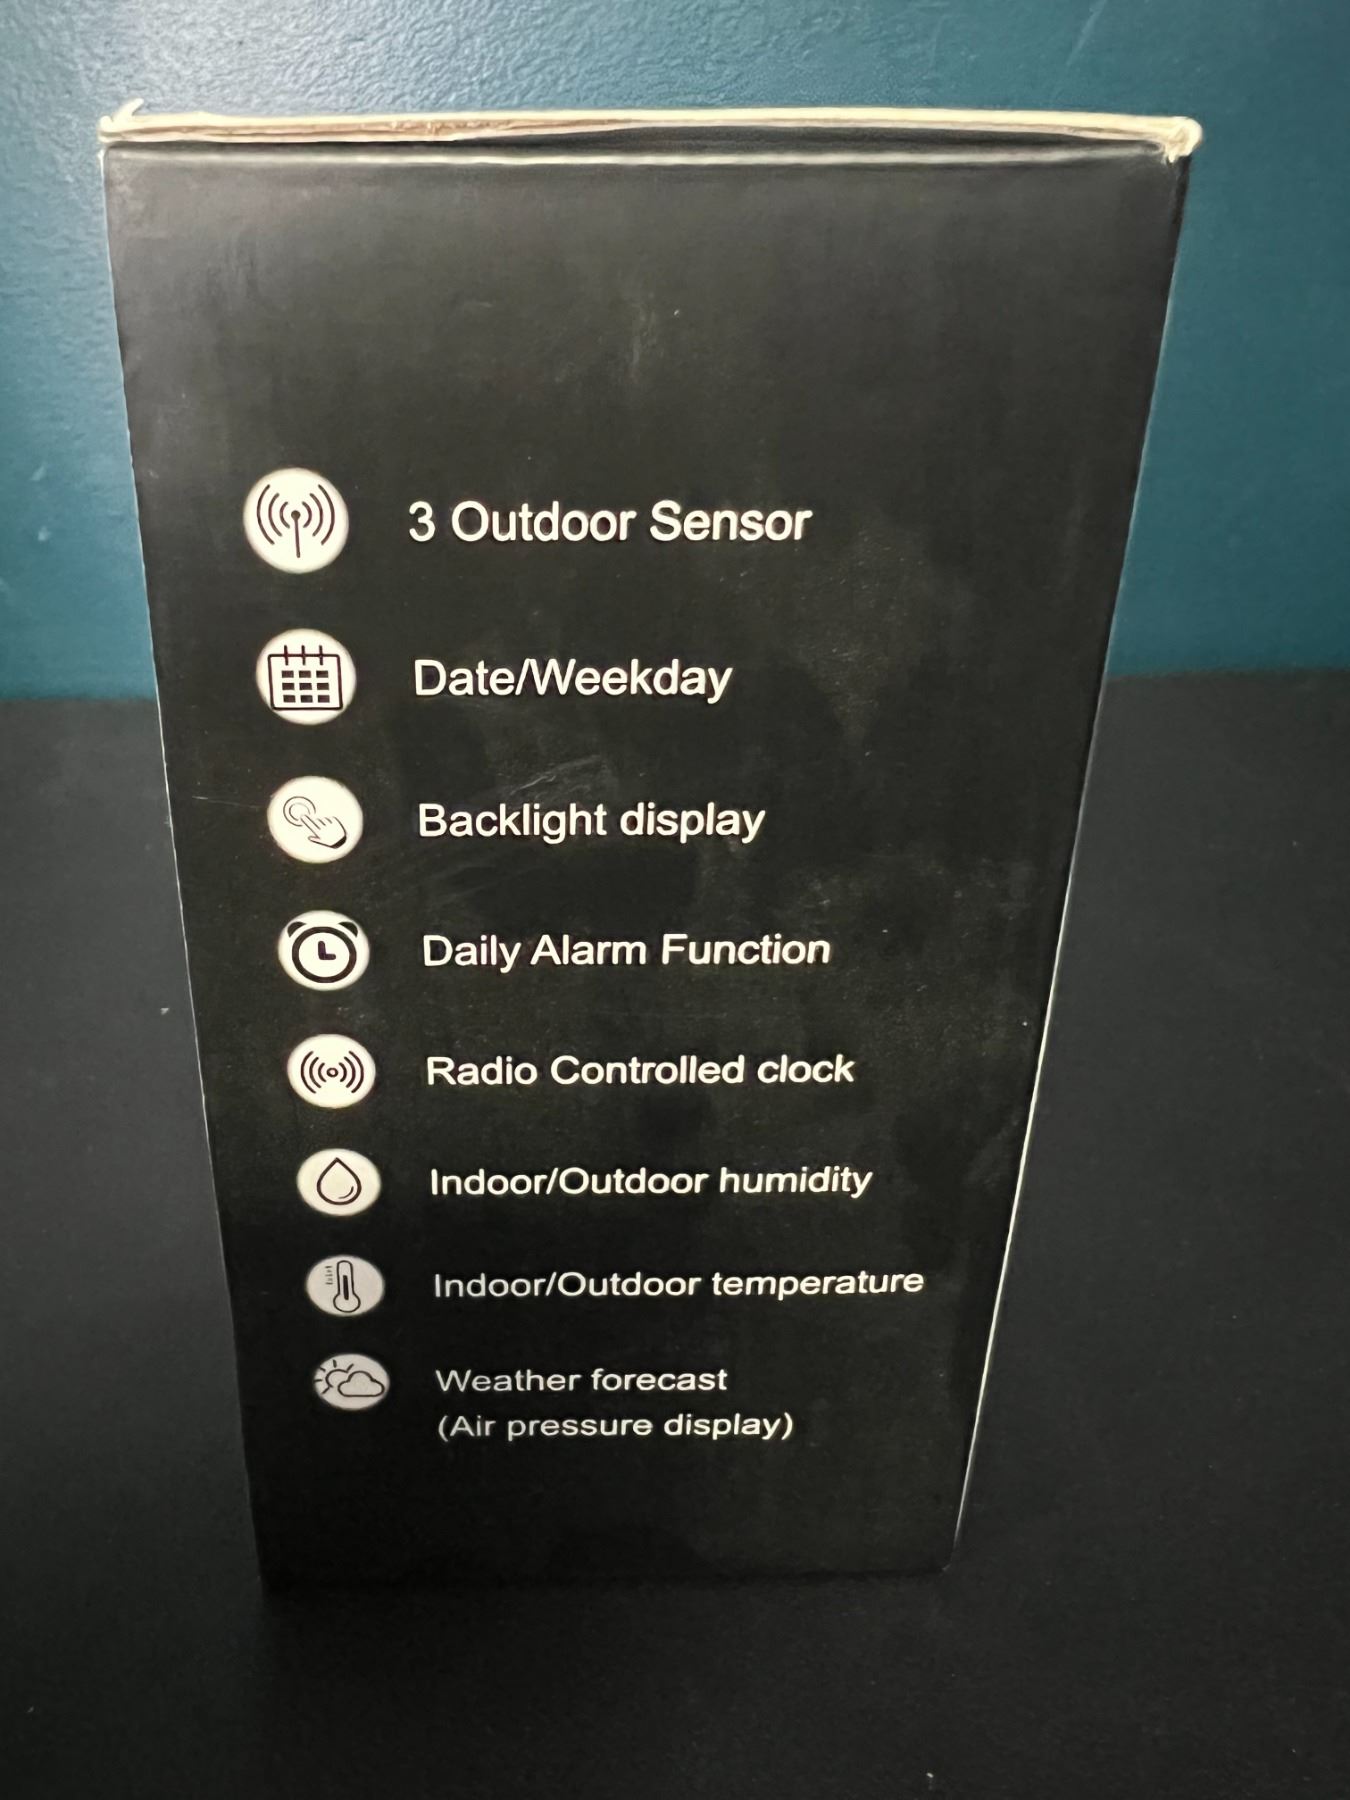 3 Outdoor Sensor
Date/Weekday
Backlight display
Daily Alarm Function
Radio Controlled clock
Indoor/Outdoor humidity
Indoor/Outdoor temperature
Weather forecast
(Air pressure display)